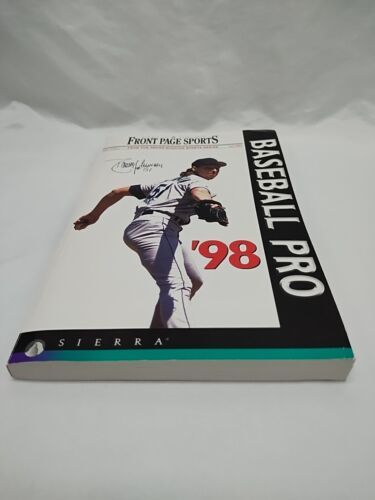 FRONT PAGE SPORTS
'98
BASEBALL PRO
SIERRA